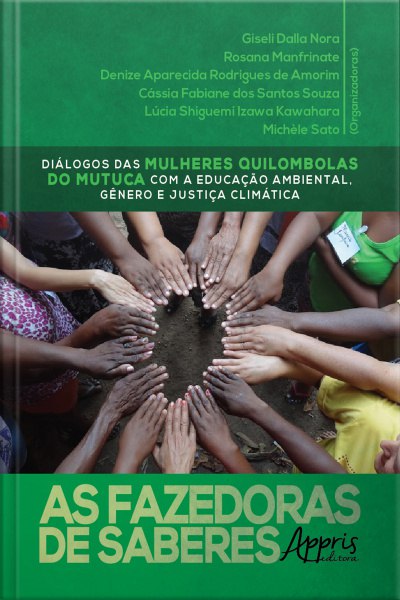 Giseli Dalla Nora
Rosana Manfrinate
Denize Aparecida Rodrigues de Amorim
Cássia Fabiane dos Santos Souza
Lúcia Shiguemi Izawa Kawahara
Michèle Sato
(Organizadoras)
DIÁLOGOS DAS MULHERES QUILOMBOLAS
DO MUTUCA COM A EDUCAÇÃO AMBIENTAL,
GÊNERO E JUSTIÇA CLIMÁTICA
AS FAZEDORAS
DE SABERES
Appris
editora